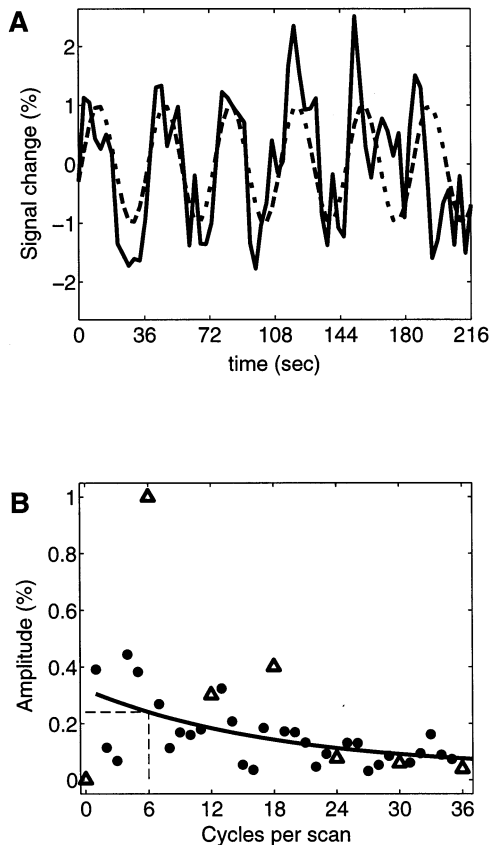 A
Signal change (%)
2
1
0
−1
−2
0 36 72 108 144 180 216
time (sec)
B
Amplitude (%)
1
0.8
0.6
0.4
0.2
0
0 6 12 18 24 30 36
Cycles per scan